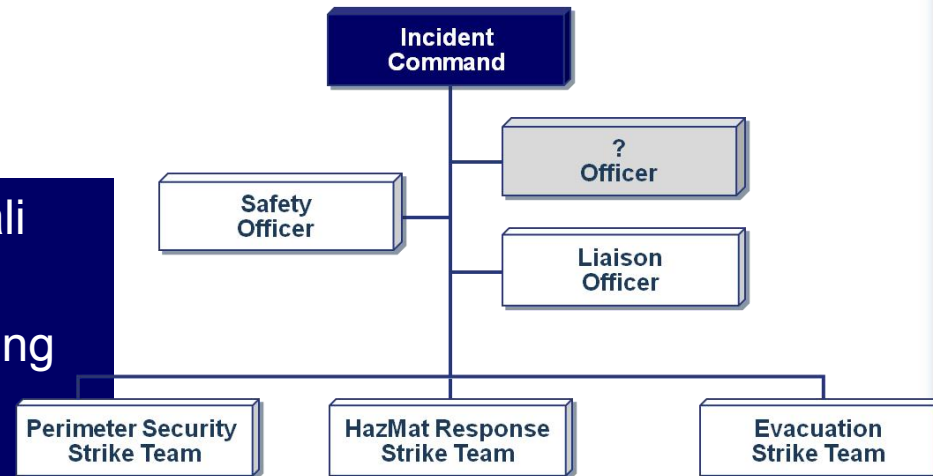 Incident
Command
?
Officer
Safety
Officer
Liaison
Officer
Perimeter Security
Strike Team
HazMat Response
Strike Team
Evacuation
Strike Team